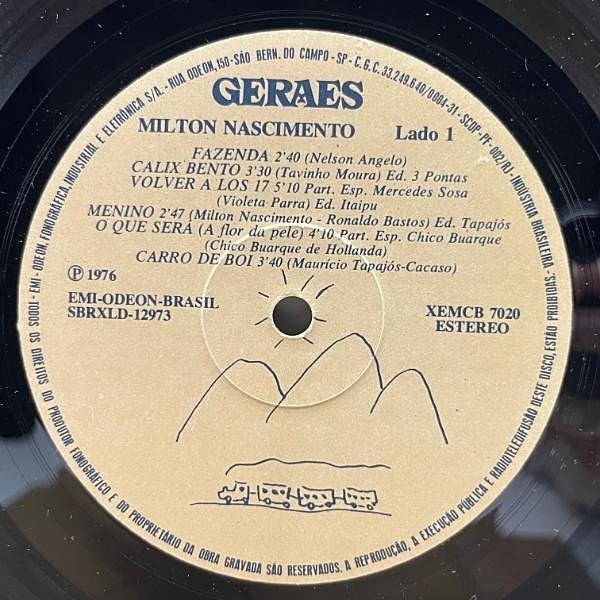 GERAES
MILTON NASCIMENTO Lado 1
FAZENDA 2'40 (Nelson Angelo)
CALIX BENTO 3'30 (Tavinho Moura) Ed. 3 Pontas
VOLVER A LOS 17 5'10 Part. Esp. Mercedes Sosa
(Violeta Parra) Ed. Itaipu
MENINO 2'47 (Milton Nascimento - Ronaldo Bastos) Ed. Tapajós
O QUE SERÁ (A flor da pele) 4'10 Part. Esp. Chico Buarque
(Chico Buarque de Hollanda)
CARRO DE BOI 3'40 (Maurício Tapajós-Cacaso)
Ⓟ 1976
EMI-ODEON-BRASIL XEMCB 7020
SBRXLD-12973 ESTEREO
TODOS OS DIREITOS DO PRODUTOR FONOGRÁFICO E DO PROPRIETÁRIO DA OBRA GRAVADA SÃO RESERVADOS. A REPRODUÇÃO, A EXECUÇÃO PÚBLICA E RADIOTELEDIFUSÃO DESTE DISCO, ESTÃO PROIBIDAS.
EMI - ODEON FONOGRÁFICA, INDUSTRIAL E ELETRÔNICA S/A. - RUA ODEON, 150 - SÃO BERN. DO CAMPO - SP - C.G.C. 33.249.640/0004-31 - SCDP-PF-002/RJ - INDÚSTRIA BRASILEIRA